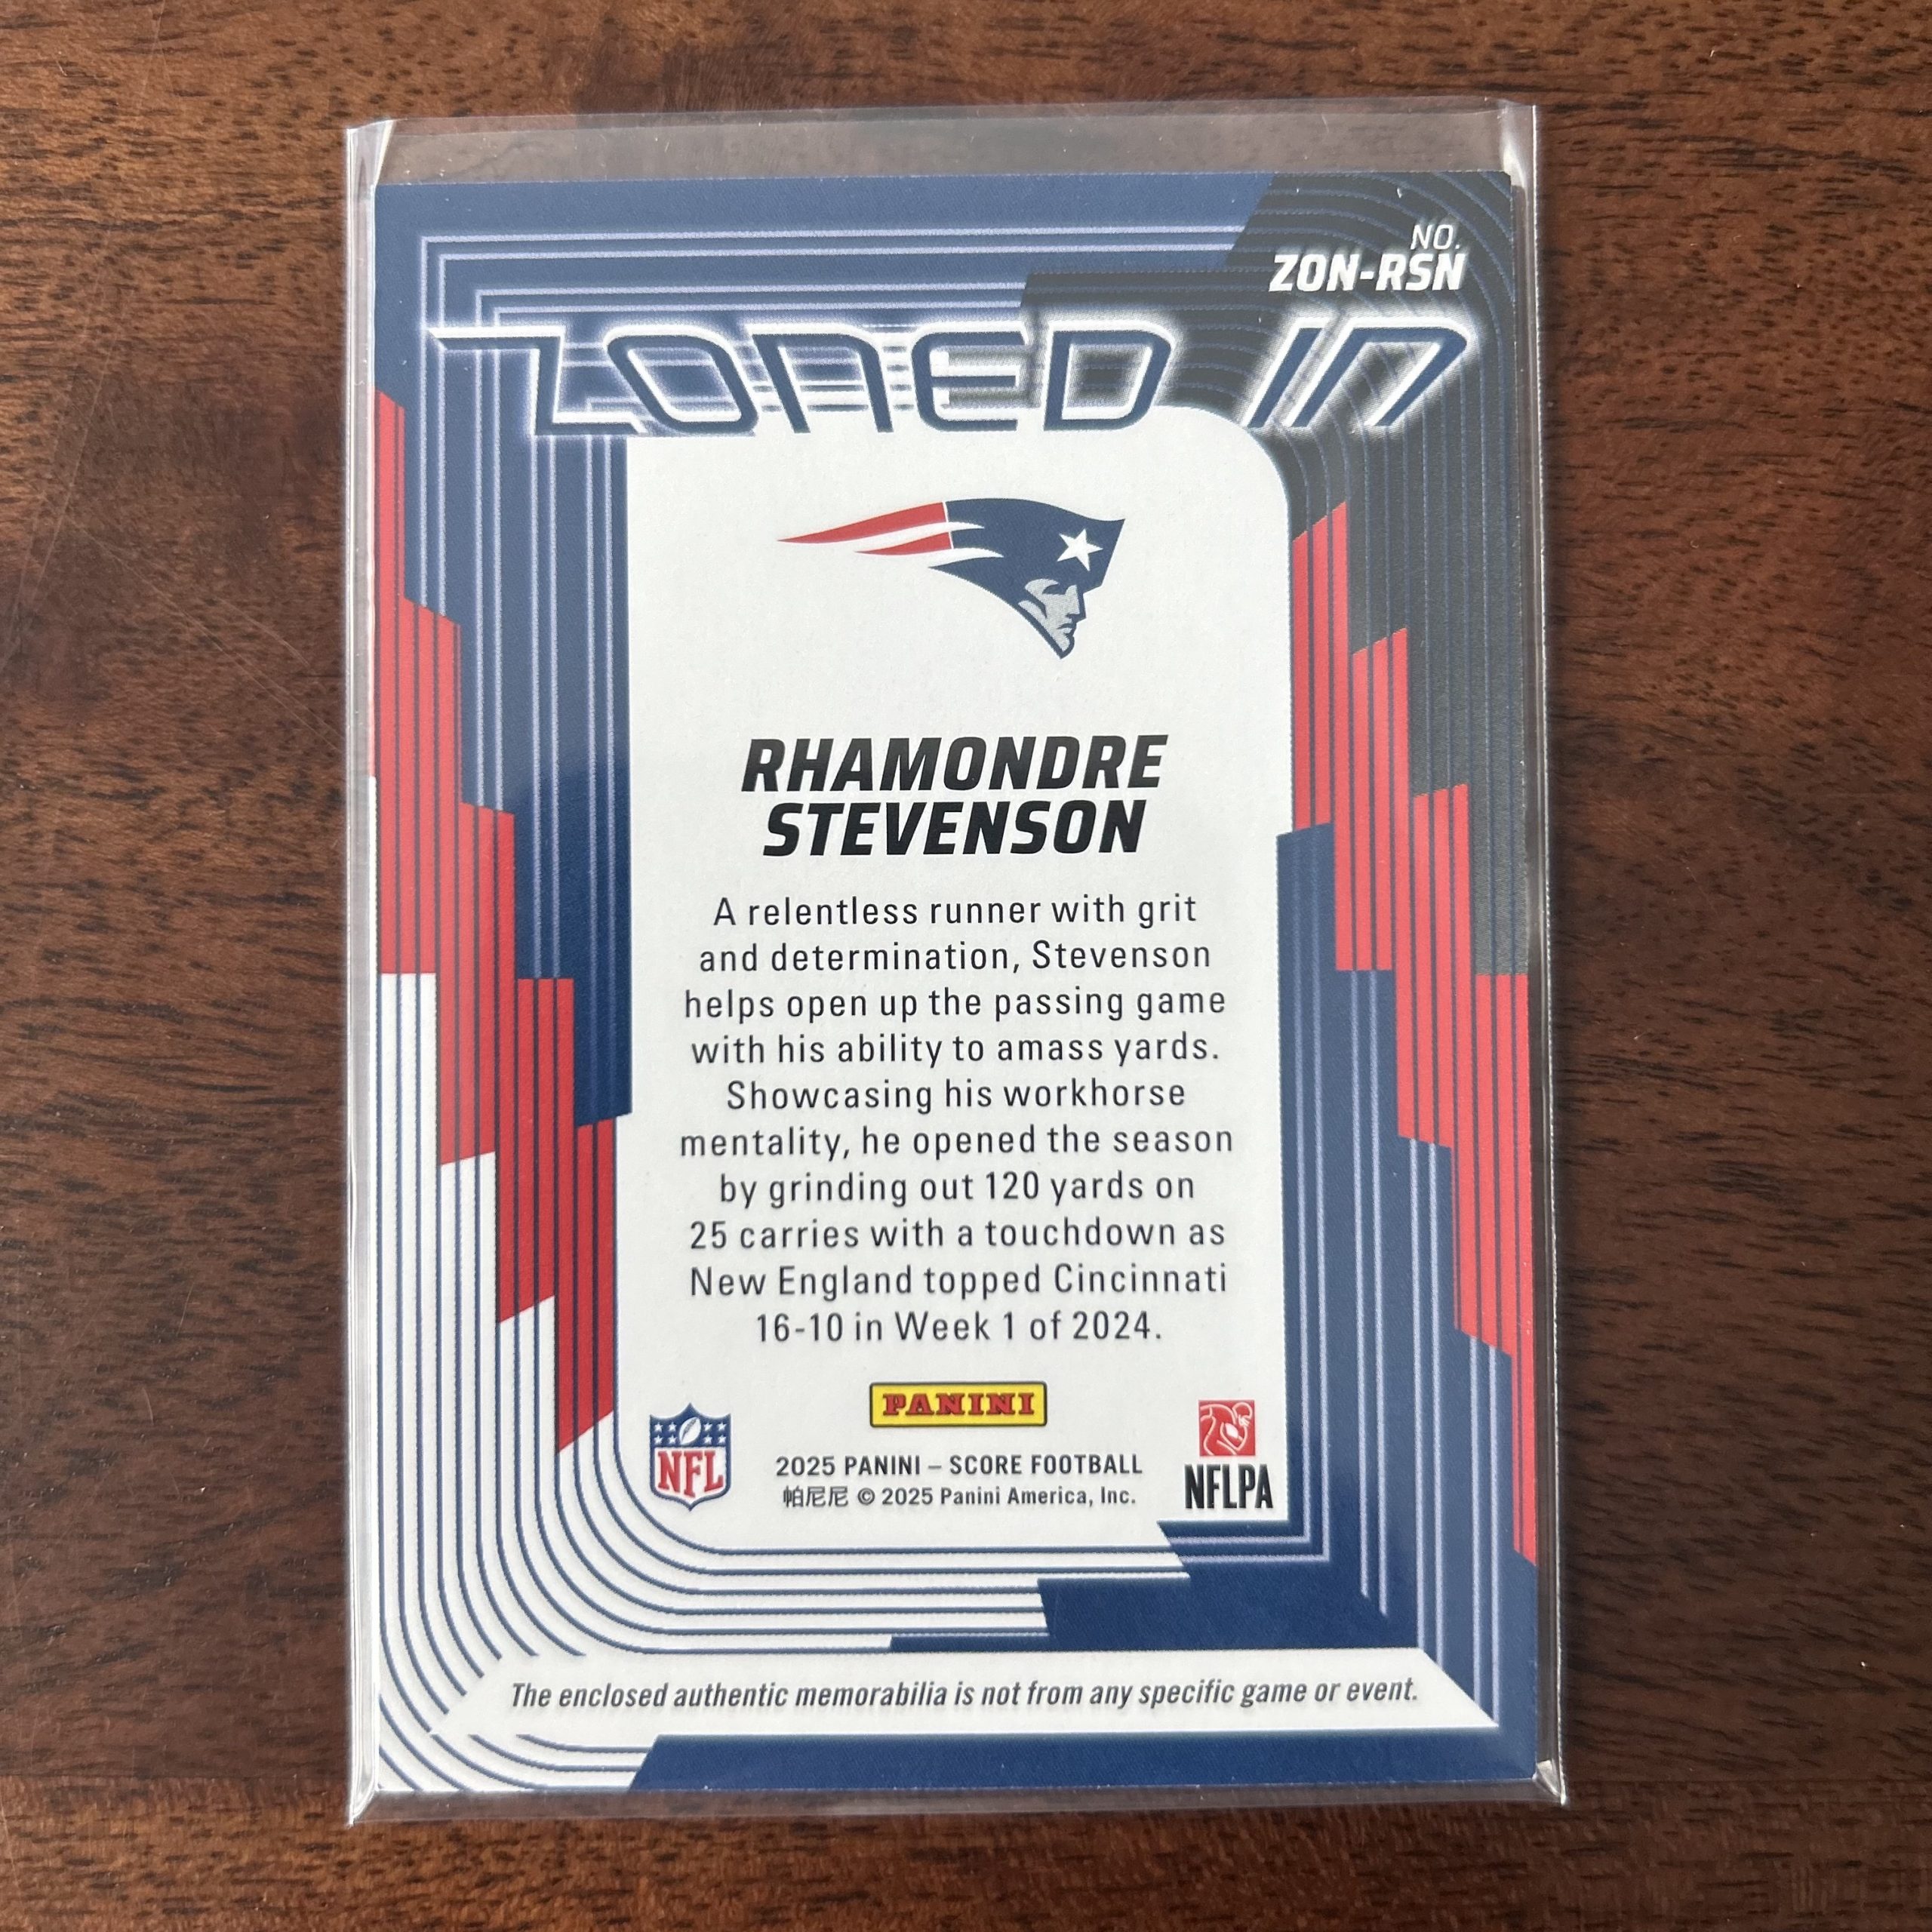 NO.
ZON-RSN
ZONED IN
RHAMONDRE
STEVENSON
A relentless runner with grit
and determination, Stevenson
helps open up the passing game
with his ability to amass yards.
Showcasing his workhorse
mentality, he opened the season
by grinding out 120 yards on
25 carries with a touchdown as
New England topped Cincinnati
16-10 in Week 1 of 2024.
PANINI
NFL
2025 PANINI – SCORE FOOTBALL
帕尼尼 © 2025 Panini America, Inc.
NFLPA
The enclosed authentic memorabilia is not from any specific game or event.